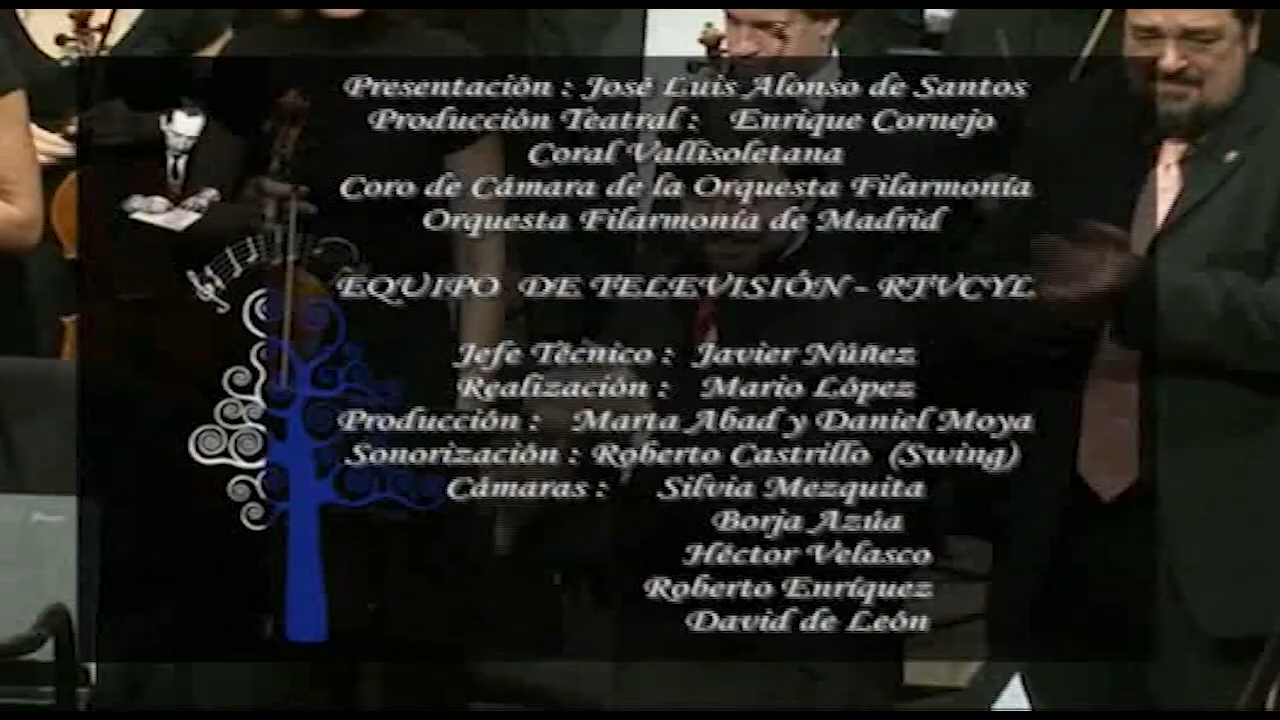 Presentación : José Luis Alonso de Santos
Producción Teatral : Enrique Cornejo
Coral Vallisoletana
Coro de Cámara de la Orquesta Filarmonía
Orquesta Filarmonía de Madrid
EQUIPO DE TELEVISIÓN - RTVCYL
Jefe Técnico : Javier Núñez
Realización : Mario López
Producción : Marta Abad y Daniel Moya
Sonorización : Roberto Castrillo (Swing)
Cámaras : Silvia Mezquita
Borja Azúa
Héctor Velasco
Roberto Enríquez
David de León